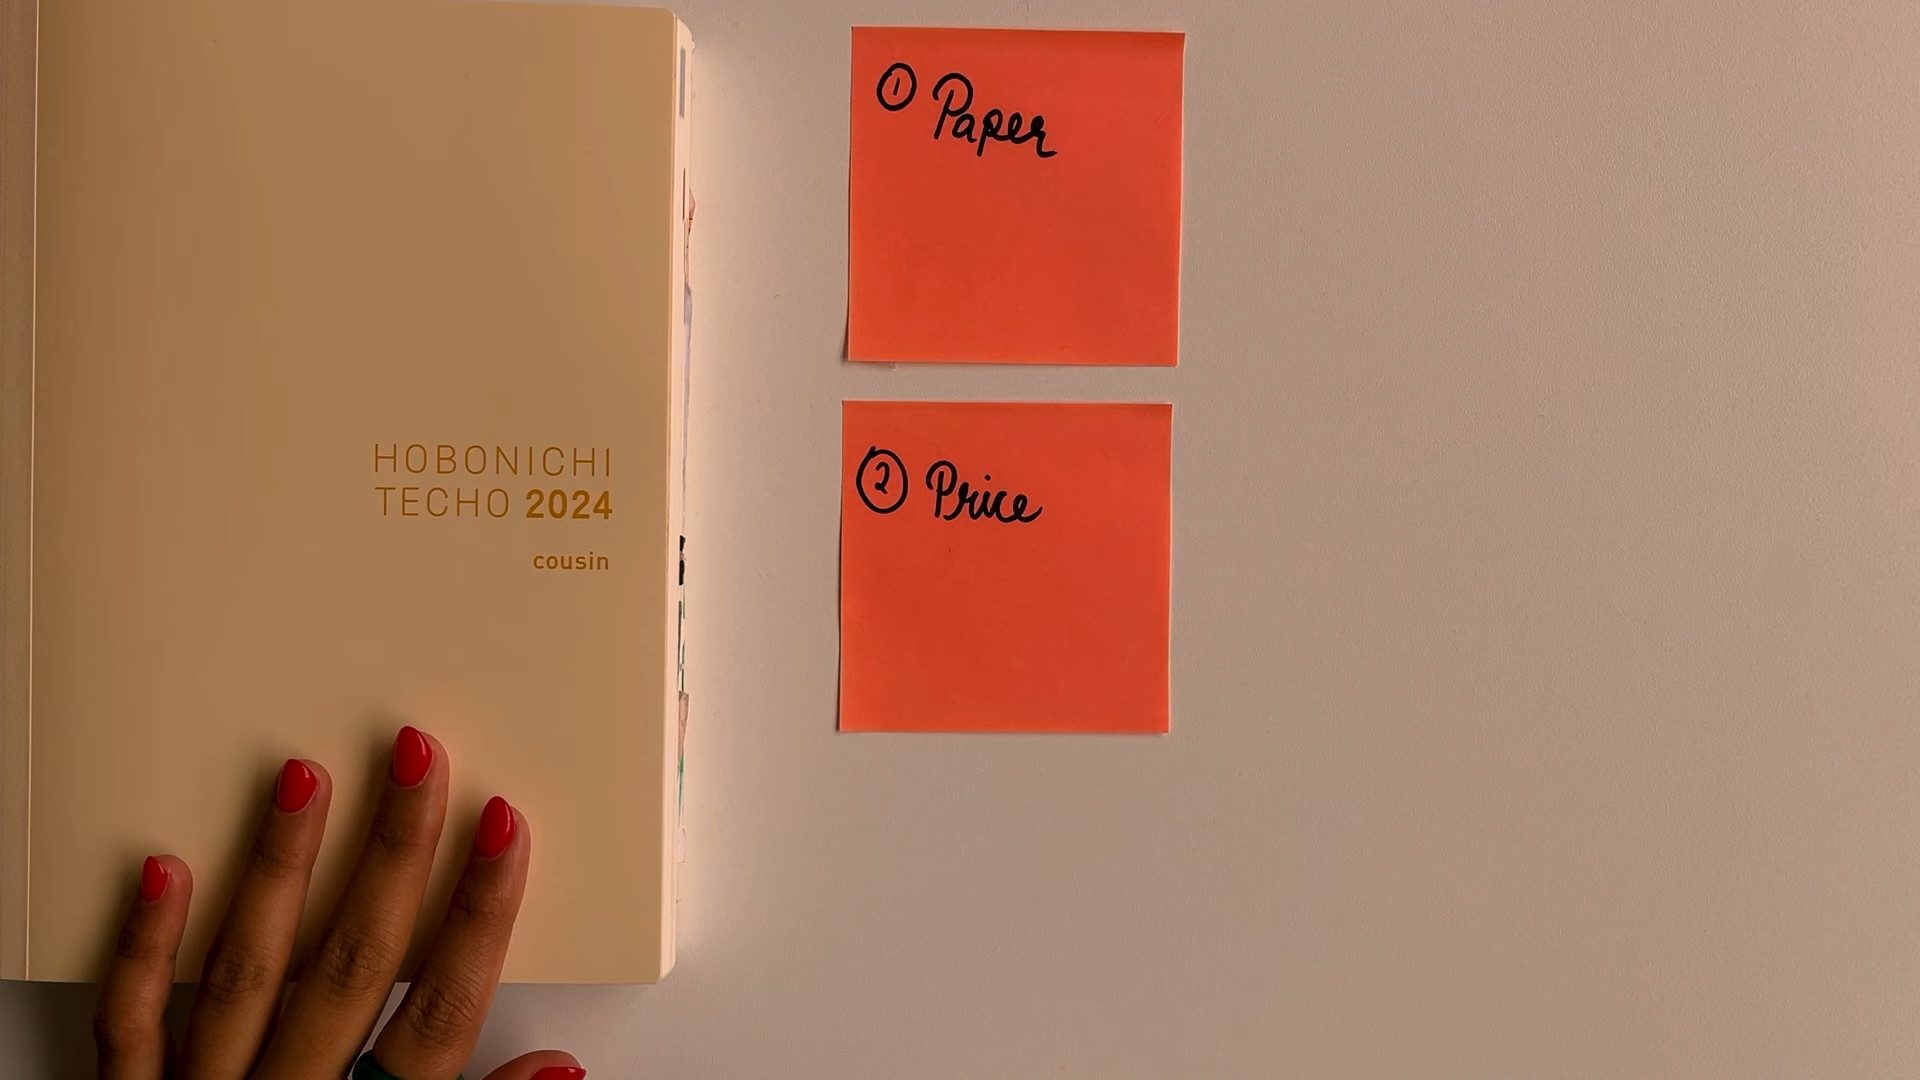 HOBONICHI
TECHO 2024
cousin
① Paper
② Price